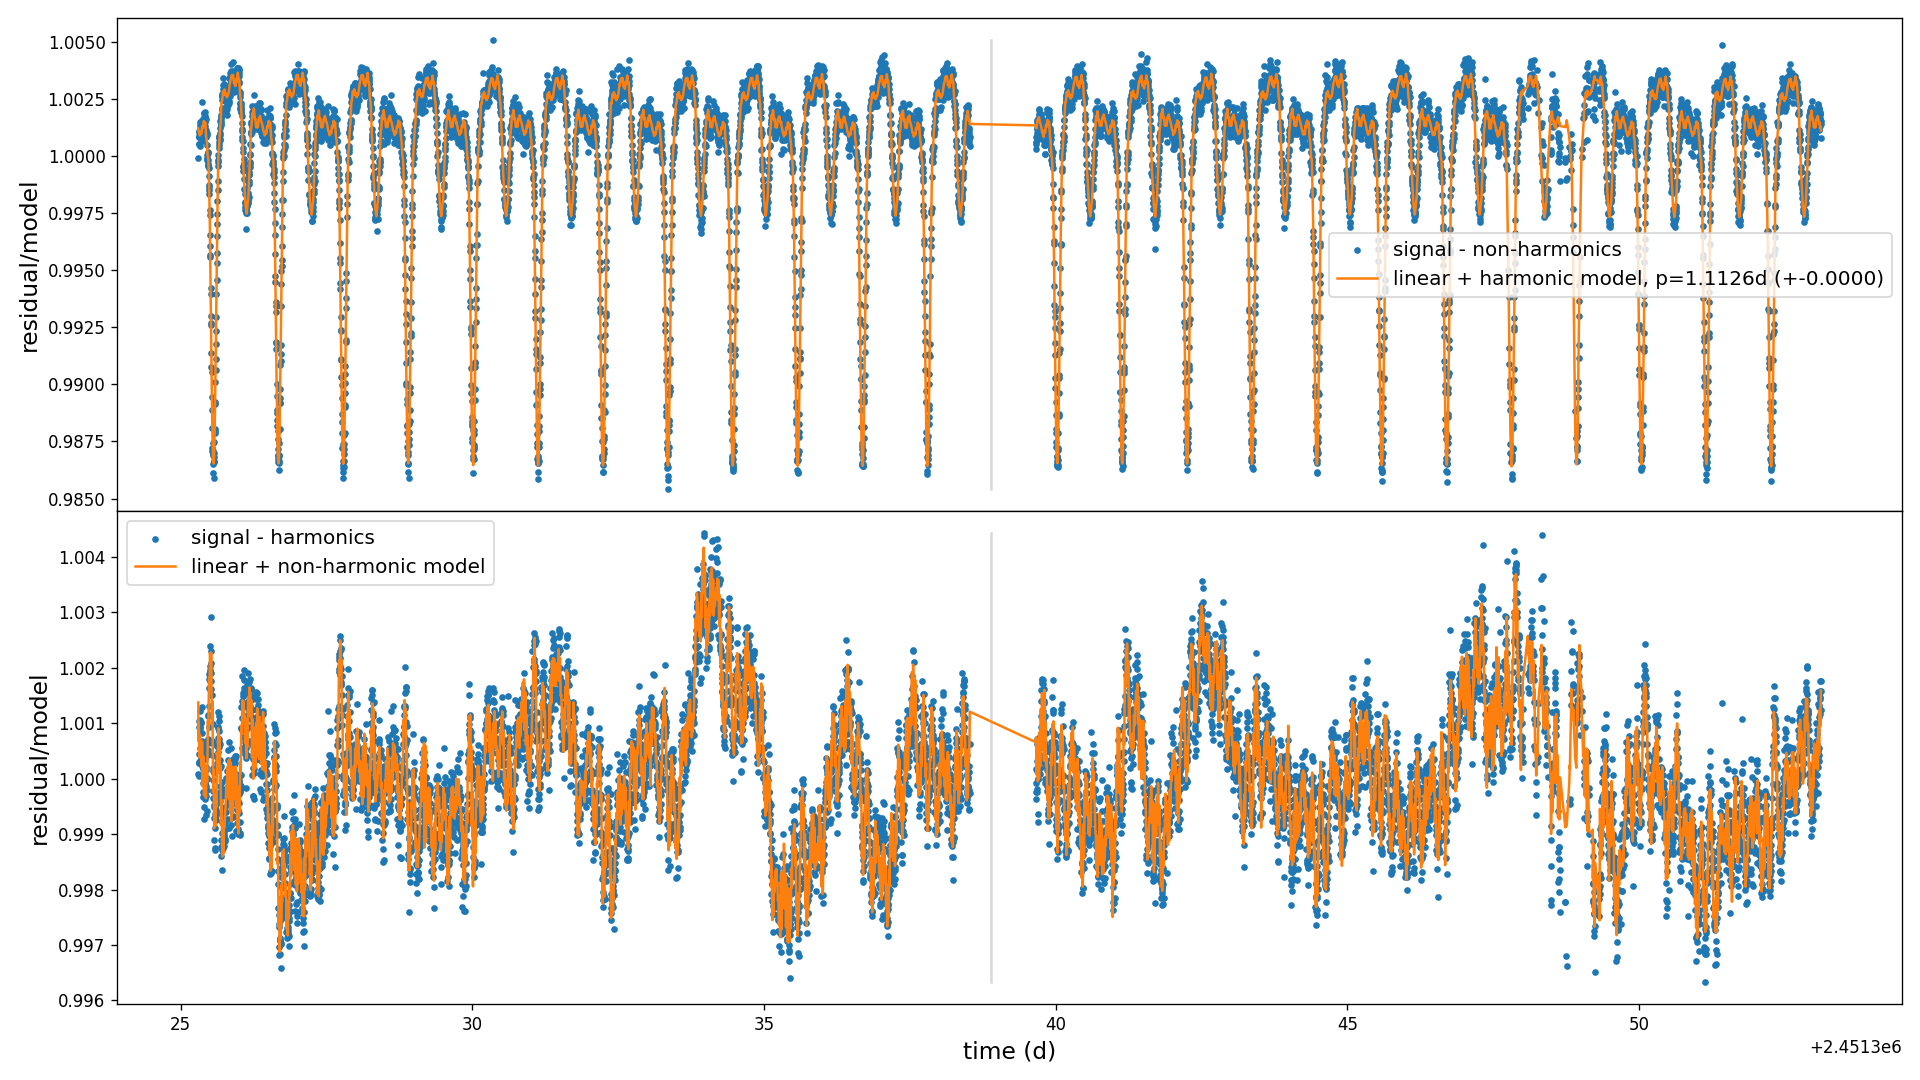 1.0050
1.0025
1.0000
0.9975
0.9950
0.9925
0.9900
0.9875
0.9850
residual/model
signal - non-harmonics
linear + harmonic model, p=1.1126d (+-0.0000)
signal - harmonics
linear + non-harmonic model
1.004
1.003
1.002
1.001
1.000
0.999
0.998
0.997
0.996
residual/model
25 30 35 40 45 50
time (d)
+2.4513e6